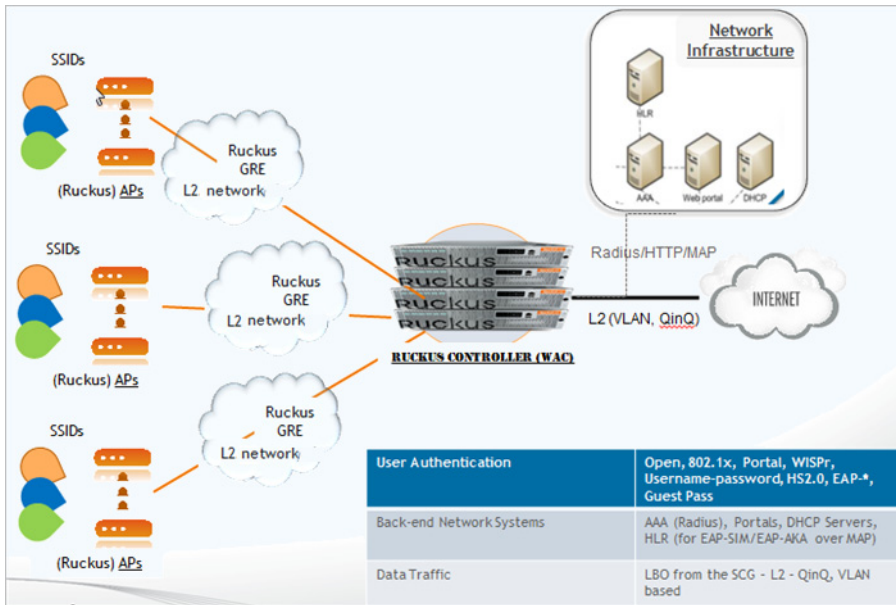 SSIDs
(Ruckus) APs
Ruckus
GRE
L2 network
SSIDs
(Ruckus) APs
Ruckus
GRE
L2 network
SSIDs
(Ruckus) APs
Ruckus
GRE
L2 network
RUCKUS
RUCKUS
RUCKUS
RUCKUS
RUCKUS CONTROLLER (WAC)
Network
Infrastructure
HLR
AAA
Web portal
DHCP
Radius/HTTP/MAP
L2 (VLAN, QinQ)
INTERNET
User Authentication
Open, 802.1x, Portal, WISPr,
Username-password, HS2.0, EAP-*,
Guest Pass
Back-end Network Systems
AAA (Radius), Portals, DHCP Servers,
HLR (for EAP-SIM/EAP-AKA over MAP)
Data Traffic
LBO from the SCG - L2 - QinQ, VLAN
based